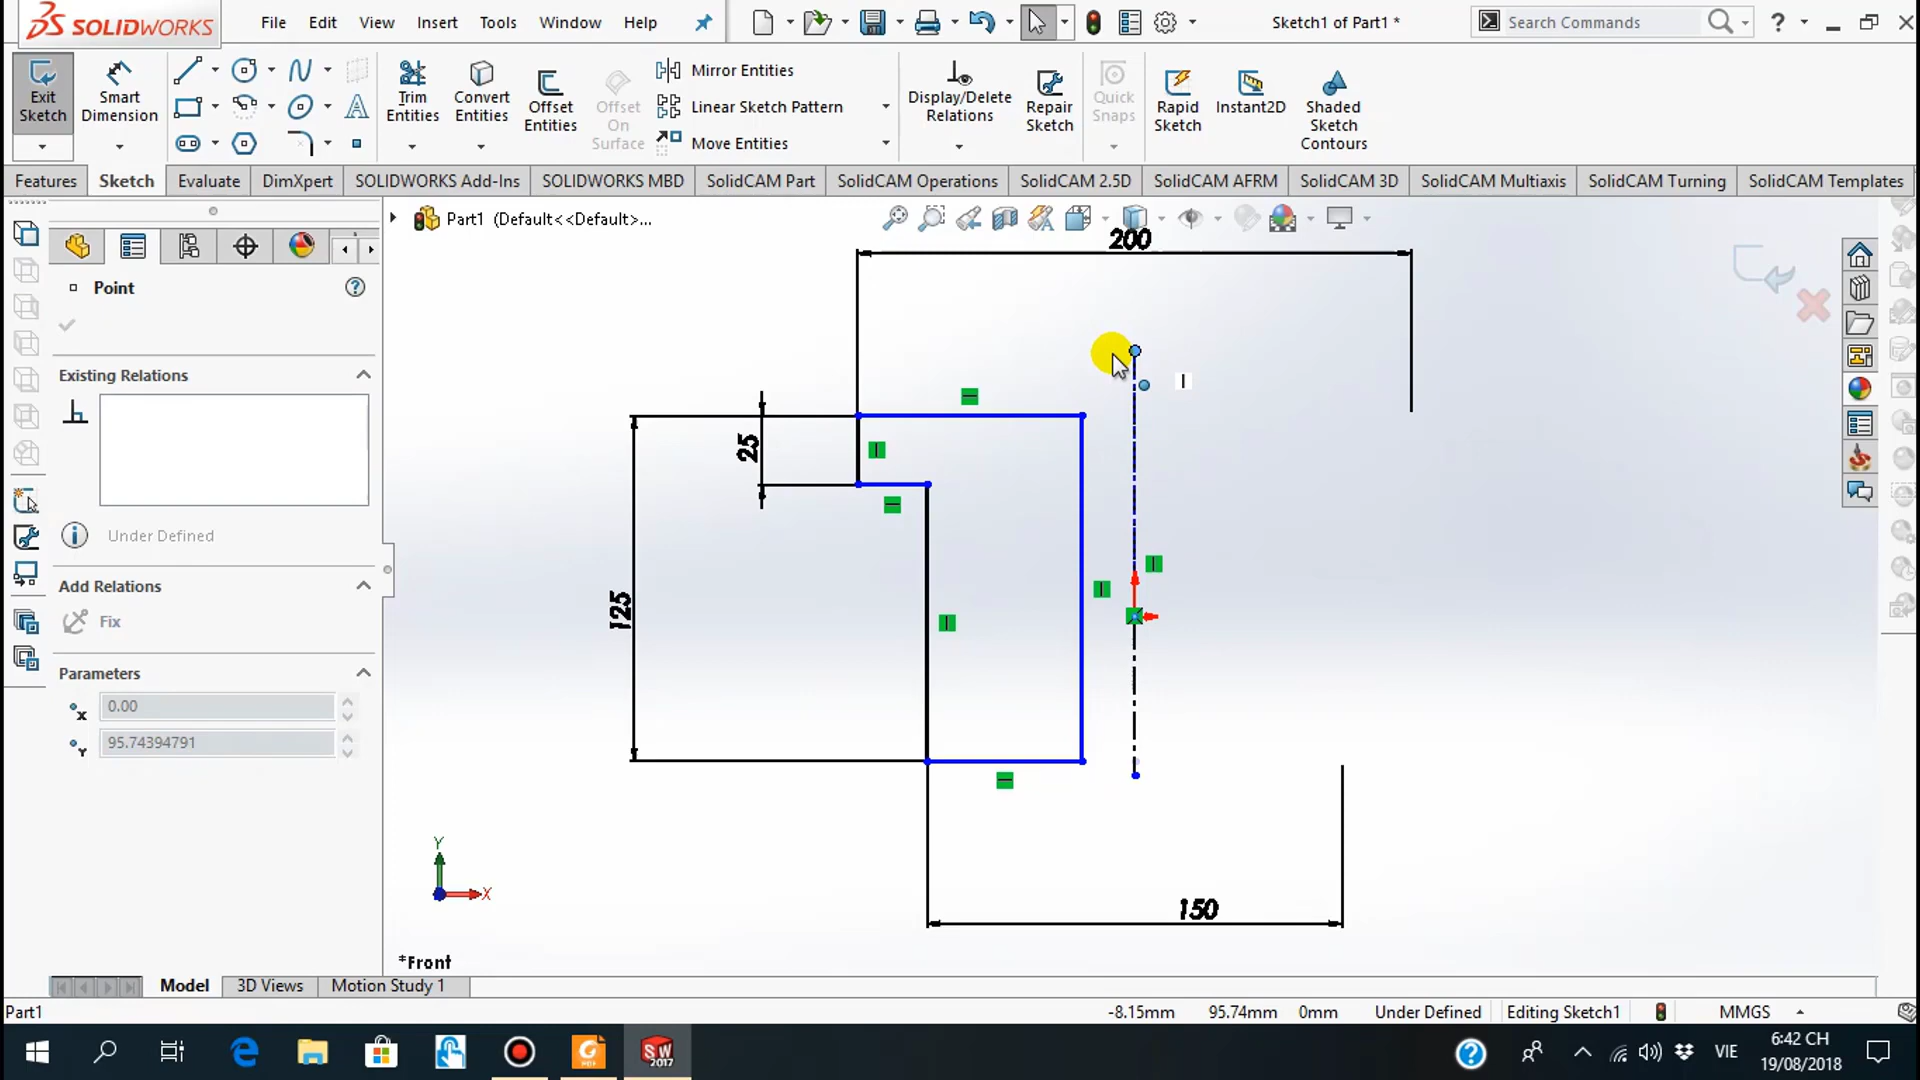 SOLIDWORKS File Edit View Insert Tools Window Help Sketch1 of Part1 * Search Commands ?
Exit Sketch
Smart Dimension
Trim Entities
Convert Entities
Offset Entities
Offset On Surface
Mirror Entities
Linear Sketch Pattern
Move Entities
Display/Delete Relations
Repair Sketch
Quick Snaps
Rapid Sketch
Instant2D
Shaded Sketch Contours
Features Sketch Evaluate DimXpert SOLIDWORKS Add-Ins SOLIDWORKS MBD SolidCAM Part SolidCAM Operations SolidCAM 2.5D SolidCAM AFRM SolidCAM 3D SolidCAM Multiaxis SolidCAM Turning SolidCAM Templates
Part1 (Default<<Default>...
Point
Existing Relations
Under Defined
Add Relations
Fix
Parameters
0.00
95.74394791
200
25
125
150
Y
X
*Front
Model 3D Views Motion Study 1
Part1 -8.15mm 95.74mm 0mm Under Defined Editing Sketch1 MMGS
SW 2017
VIE
6:42 CH
19/08/2018